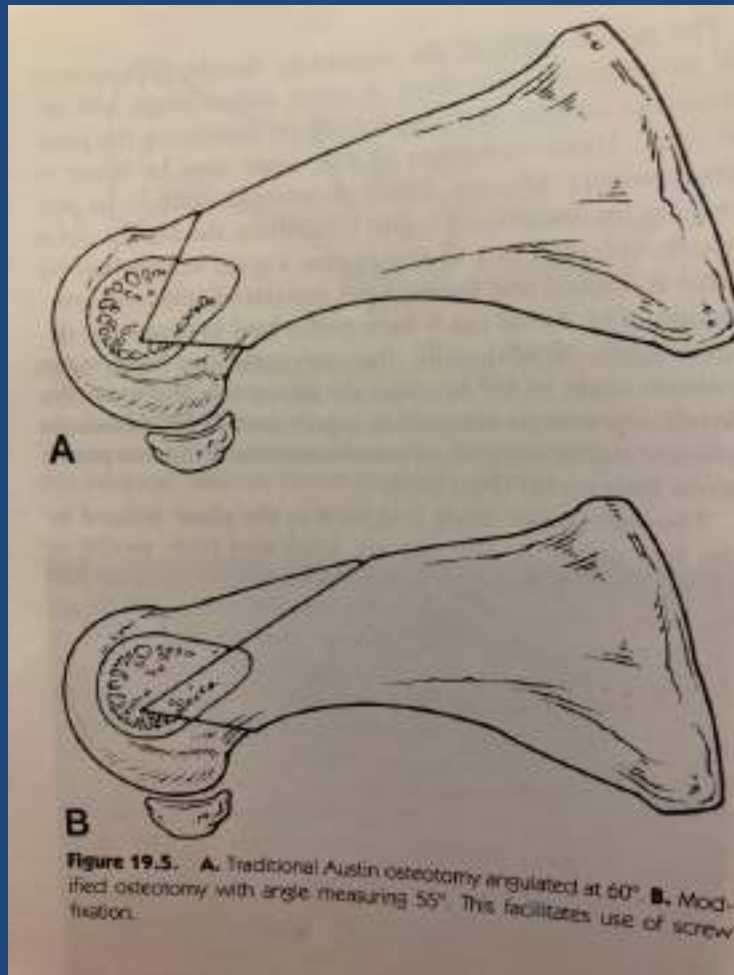 A
B
Figure 19.5. A. Traditional Austin osteotomy angulated at 60° B. Mod-
ified osteotomy with angle measuring 55°. This facilitates use of screw
fixation.